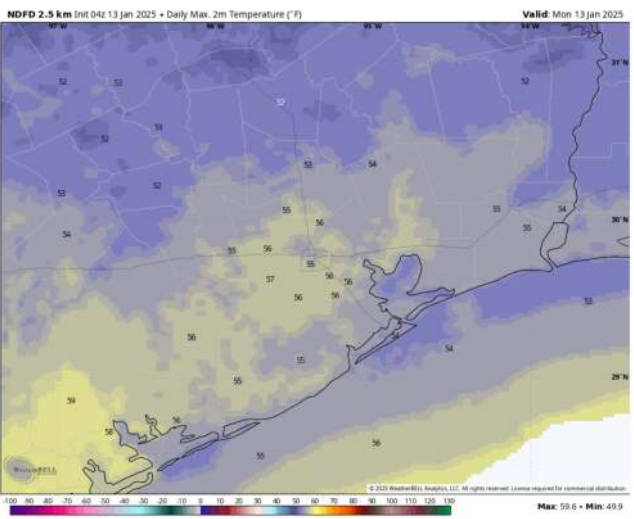 NDFD 2.5 km Init 04z 13 Jan 2025 • Daily Max. 2m Temperature (°F)
Valid: Mon 13 Jan 2025
97°W 96°W 95°W 94°W
31°N
52 53 52
52
53
52
53 54
53 52
55 55 54
30°N
54 56 55
55 56
55
57 56 56
56 56
53
56 54
55 54
29°N
55
59
56
58
56
55
WeatherBELL
© 2025 WeatherBELL Analytics, LLC. All rights reserved. License required for commercial distribution.
-100 -90 -80 -70 -60 -50 -40 -30 -20 -10 0 10 20 30 40 50 60 70 80 90 100 110 120 130
Max: 59.6 • Min: 49.9